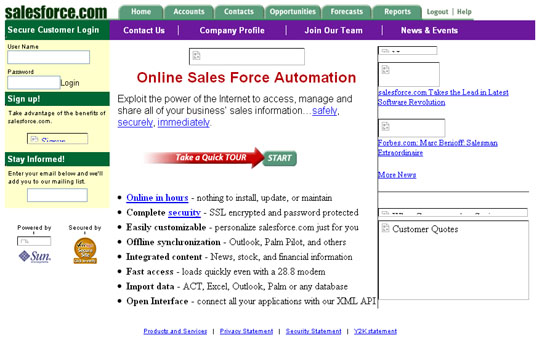 salesforce.com
Home Accounts Contacts Opportunities Forecasts Reports Logout | Help
Secure Customer Login
Contact Us | Company Profile | Join Our Team | News & Events
User Name
Password
Login
Sign up!
Take advantage of the benefits of
salesforce.com.
Stay Informed!
Enter your email below and we'll
add you to our mailing list.
Powered by
Sun
Secured by
Online Sales Force Automation
Exploit the power of the Internet to access, manage and
share all of your business' sales information...safely,
securely, immediately.
Take a Quick TOUR START
• Online in hours - nothing to install, update, or maintain
• Complete security - SSL encrypted and password protected
• Easily customizable - personalize salesforce.com just for you
• Offline synchronization - Outlook, Palm Pilot, and others
• Integrated content - News, stock, and financial information
• Fast access - loads quickly even with a 28.8 modem
• Import data - ACT, Excel, Outlook, Palm or any database
• Open Interface - connect all your applications with our XML API
salesforce.com Takes the Lead in Latest
Software Revolution
Forbes.com: Marc Benioff: Salesman
Extraordinaire
More News
Customer Quotes
Products and Services | Privacy Statement | Security Statement | Y2K statement